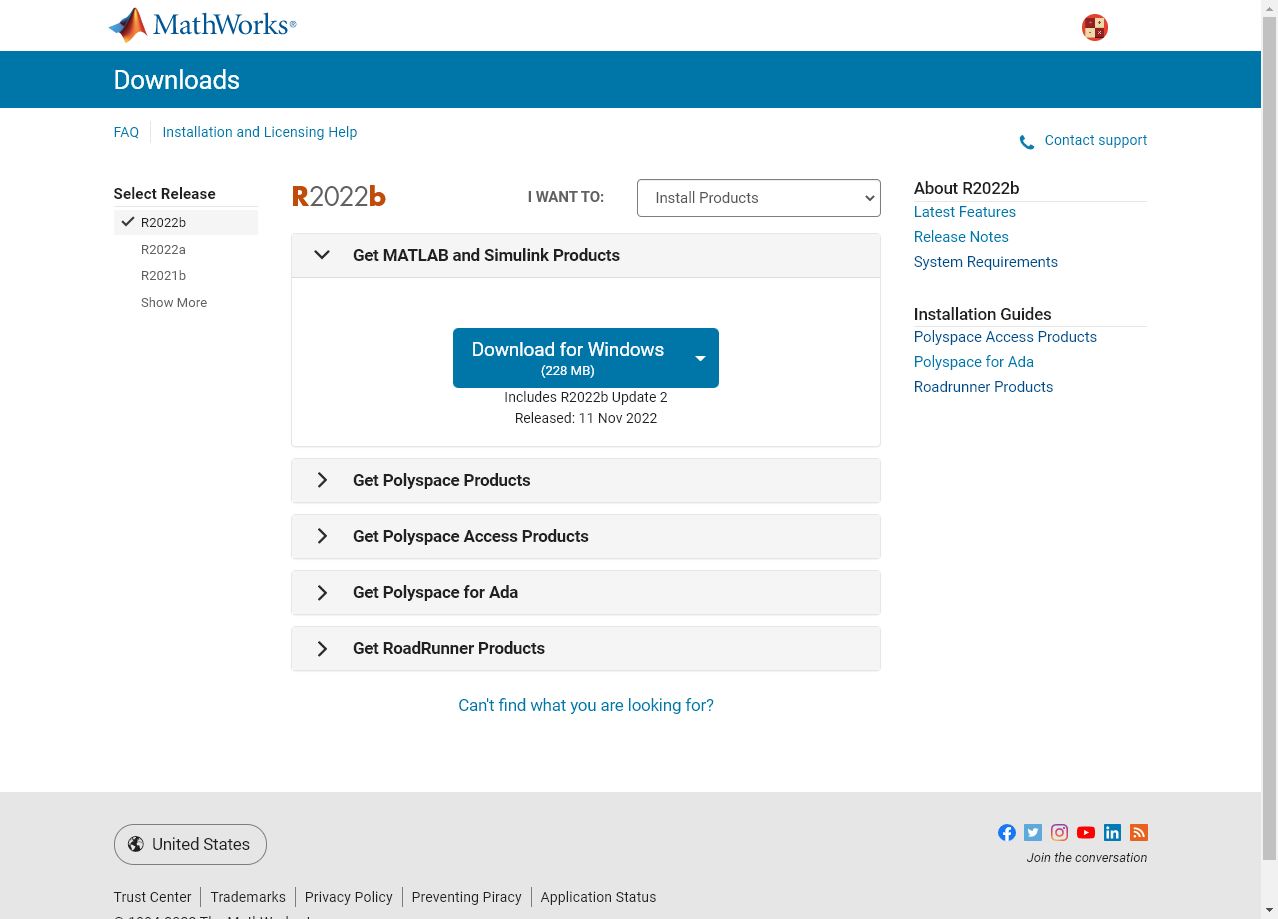 MathWorks®
Downloads
FAQ
Installation and Licensing Help
Contact support
Select Release
R2022b
R2022a
R2021b
Show More
R2022b
I WANT TO:
Install Products
Get MATLAB and Simulink Products
Download for Windows
(228 MB)
Includes R2022b Update 2
Released: 11 Nov 2022
Get Polyspace Products
Get Polyspace Access Products
Get Polyspace for Ada
Get RoadRunner Products
Can't find what you are looking for?
About R2022b
Latest Features
Release Notes
System Requirements
Installation Guides
Polyspace Access Products
Polyspace for Ada
Roadrunner Products
United States
Join the conversation
Trust Center
Trademarks
Privacy Policy
Preventing Piracy
Application Status